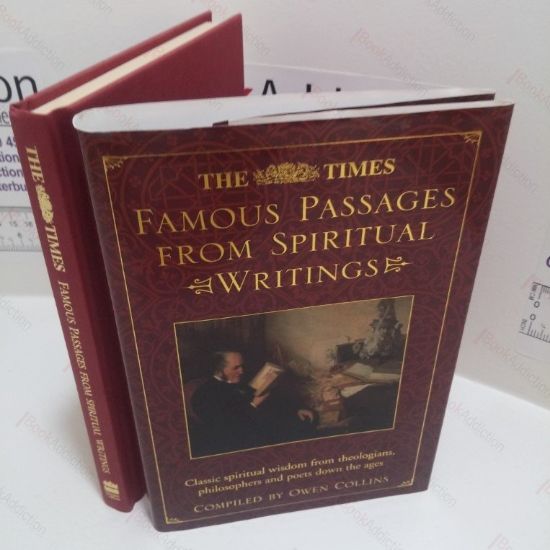 THE TIMES
FAMOUS PASSAGES
FROM SPIRITUAL
WRITINGS
Classic spiritual wisdom from theologians,
philosophers and poets down the ages
COMPILED BY OWEN COLLINS
THE TIMES FAMOUS PASSAGES FROM SPIRITUAL WRITINGS
BookAddiction